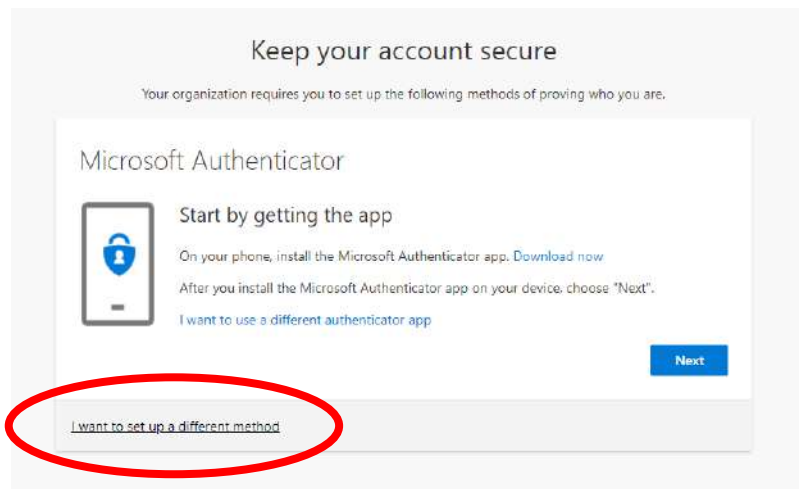 Keep your account secure
Your organization requires you to set up the following methods of proving who you are.
Microsoft Authenticator
Start by getting the app
On your phone, install the Microsoft Authenticator app. Download now
After you install the Microsoft Authenticator app on your device, choose "Next".
I want to use a different authenticator app
Next
I want to set up a different method